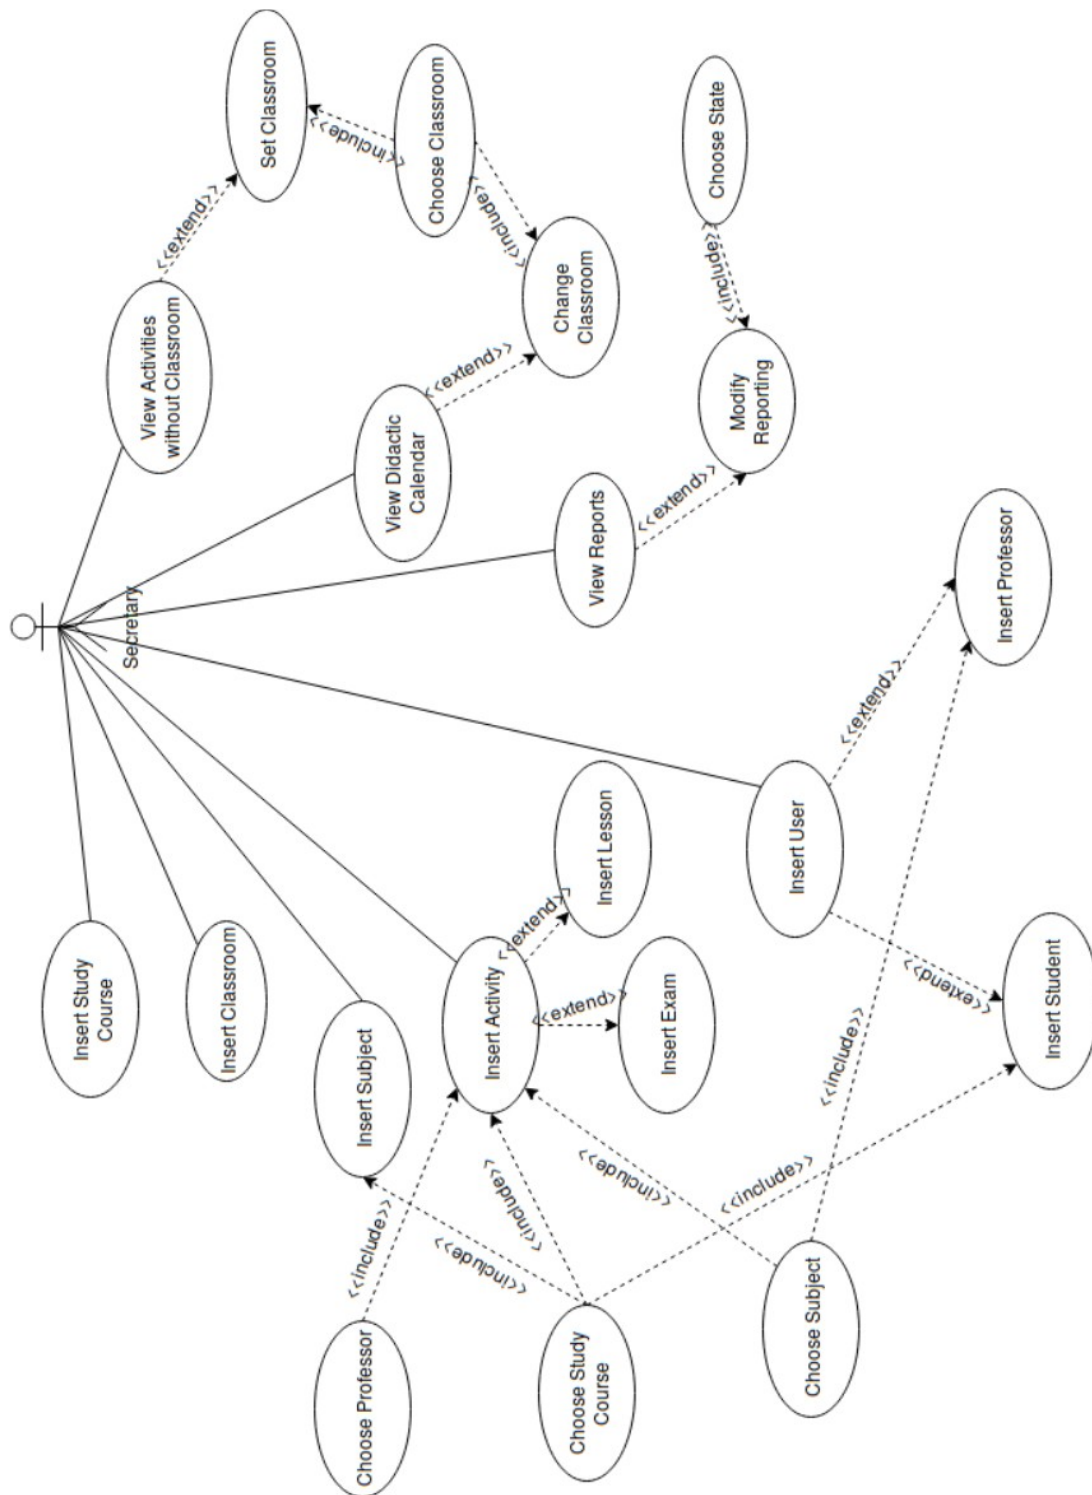 Secretary
Insert Study
Course
Insert Classroom
Insert Subject
Insert Activity
Insert Lesson
Insert Exam
Insert User
View Reports
View Didactic
Calendar
View Activities
without Classroom
Set Classroom
Choose Classroom
Change
Classroom
Choose State
Modify
Reporting
Insert Professor
Insert Student
Choose Professor
Choose Study
Course
Choose Subject
<<extend>>
<<include>>
<<include>>
<<extend>>
<<extend>>
<<include>>
<<extend>>
<<extend>>
<<extend>>
<<extend>>
<<include>>
<<include>>
<<include>>
<<include>>
<<include>>
<<include>>